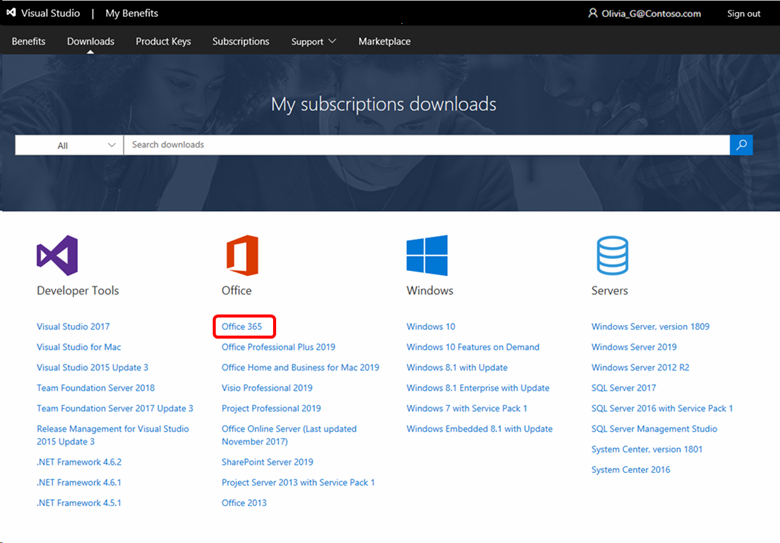 Visual Studio | My Benefits
Olivia_G@Contoso.com Sign out
Benefits Downloads Product Keys Subscriptions Support Marketplace
My subscriptions downloads
All Search downloads
Developer Tools
Visual Studio 2017
Visual Studio for Mac
Visual Studio 2015 Update 3
Team Foundation Server 2018
Team Foundation Server 2017 Update 3
Release Management for Visual Studio
2015 Update 3
.NET Framework 4.6.2
.NET Framework 4.6.1
.NET Framework 4.5.1
Office
Office 365
Office Professional Plus 2019
Office Home and Business for Mac 2019
Visio Professional 2019
Project Professional 2019
Office Online Server (Last updated
November 2017)
SharePoint Server 2019
Project Server 2013 with Service Pack 1
Office 2013
Windows
Windows 10
Windows 10 Features on Demand
Windows 8.1 with Update
Windows 8.1 Enterprise with Update
Windows 7 with Service Pack 1
Windows Embedded 8.1 with Update
Servers
Windows Server, version 1809
Windows Server 2019
Windows Server 2012 R2
SQL Server 2017
SQL Server 2016 with Service Pack 1
SQL Server Management Studio
System Center, version 1801
System Center 2016